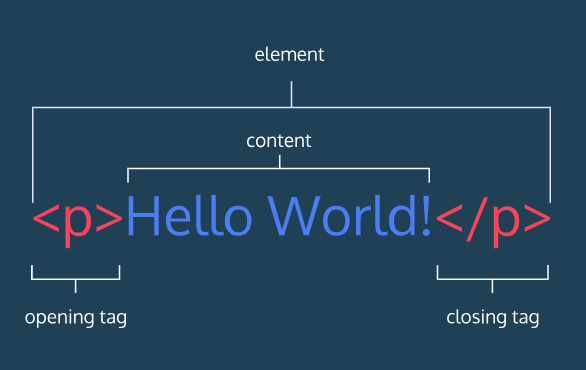 element
content
<p>Hello World!</p>
opening tag
closing tag